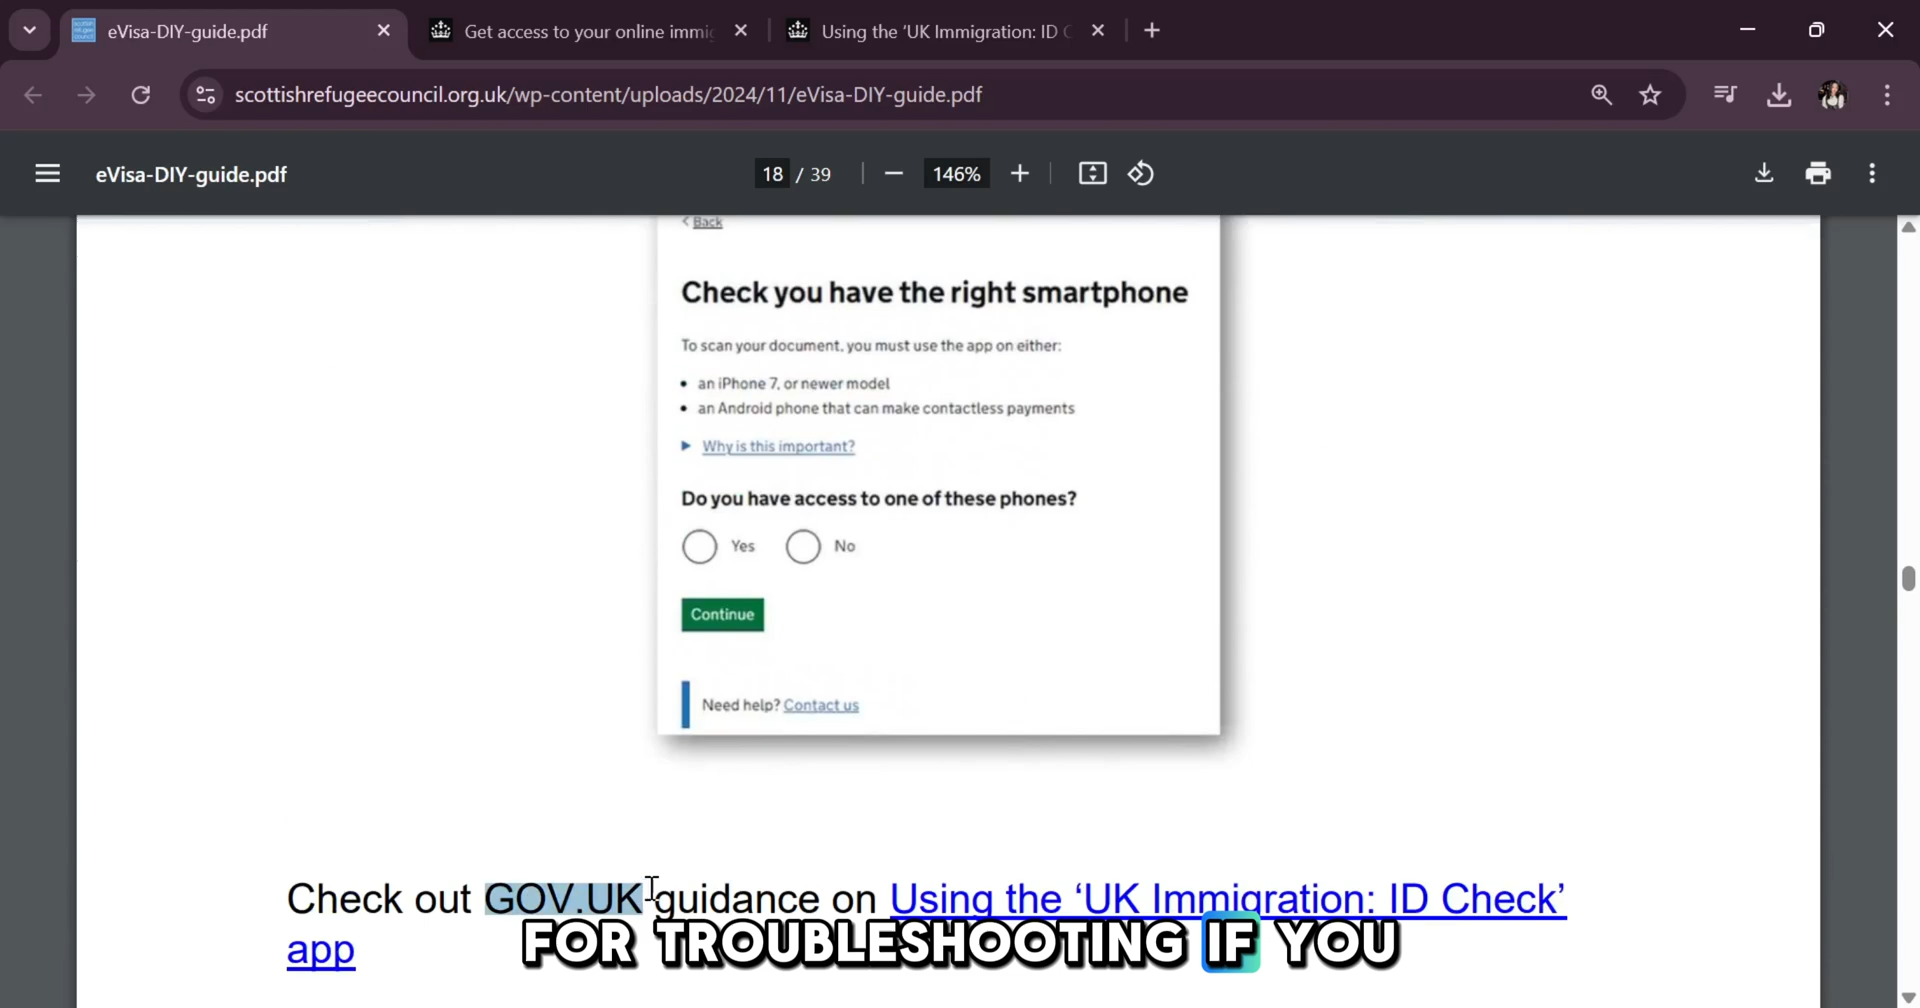 eVisa-DIY-guide.pdf
Get access to your online immig
Using the ‘UK Immigration: ID C
scottishrefugeecouncil.org.uk/wp-content/uploads/2024/11/eVisa-DIY-guide.pdf
eVisa-DIY-guide.pdf
18 / 39
146%
Back
Check you have the right smartphone
To scan your document, you must use the app on either:
• an iPhone 7, or newer model
• an Android phone that can make contactless payments
Why is this important?
Do you have access to one of these phones?
Yes
No
Continue
Need help? Contact us
Check out GOV.UK guidance on Using the ‘UK Immigration: ID Check’
app
FOR TROUBLESHOOTING IF YOU